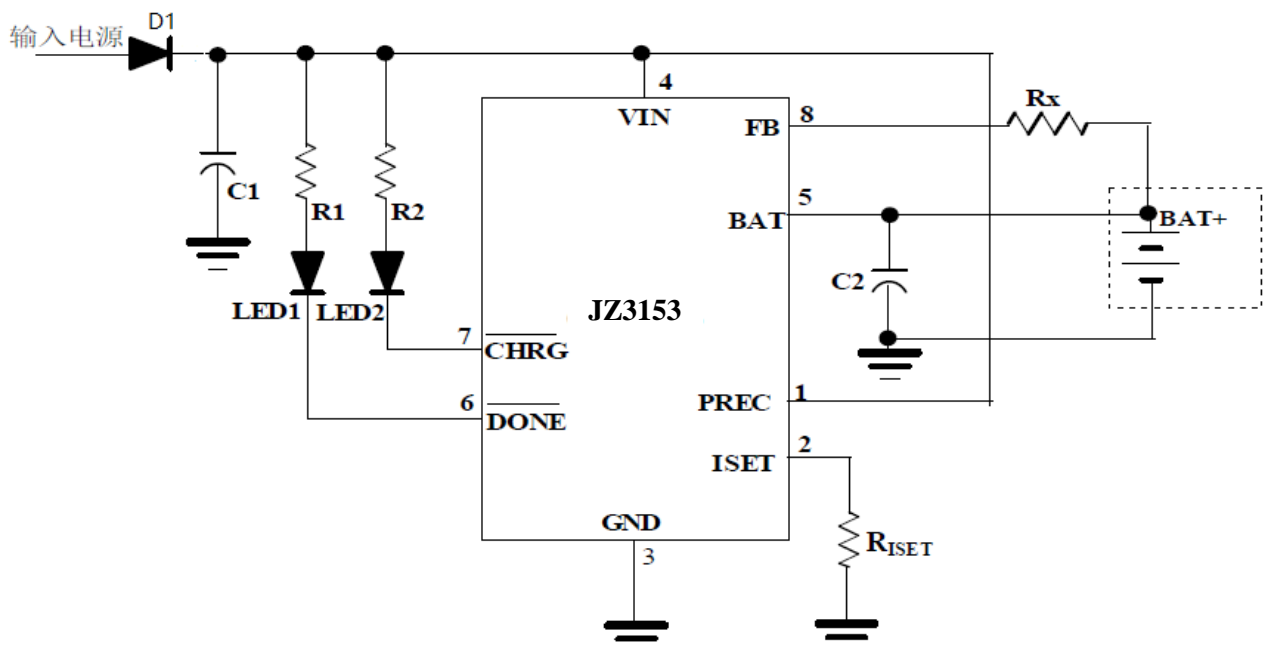 输入电源
D1
4
VIN
Rx
8
FB
C1
R1
R2
5
BAT
BAT+
C2
LED1
LED2
JZ3153
7
CHRG
6
DONE
PREC
1
2
ISET
GND
3
RISET